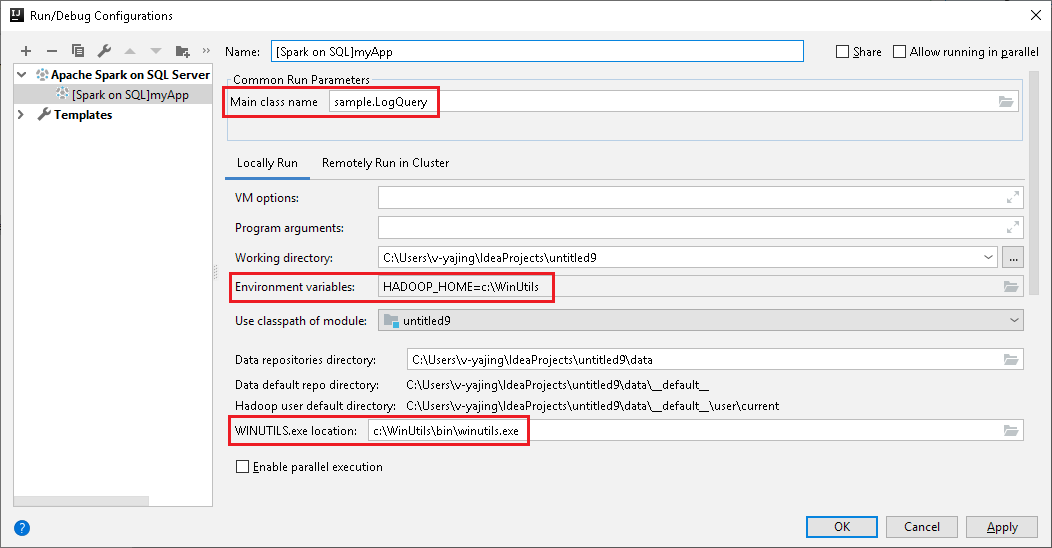 Run/Debug Configurations
Name: [Spark on SQL]myApp
Share
Allow running in parallel
Apache Spark on SQL Server
[Spark on SQL]myApp
Templates
Common Run Parameters
Main class name sample.LogQuery
Locally Run Remotely Run in Cluster
VM options:
Program arguments:
Working directory: C:\Users\v-yajing\IdeaProjects\untitled9
...
Environment variables: HADOOP_HOME=c:\WinUtils
Use classpath of module: untitled9
Data repositories directory: C:\Users\v-yajing\IdeaProjects\untitled9\data
Data default repo directory: C:\Users\v-yajing\IdeaProjects\untitled9\data\__default__
Hadoop user default directory: C:\Users\v-yajing\IdeaProjects\untitled9\data\__default__\user\current
WINUTILS.exe location: c:\WinUtils\bin\winutils.exe
Enable parallel execution
? OK Cancel Apply